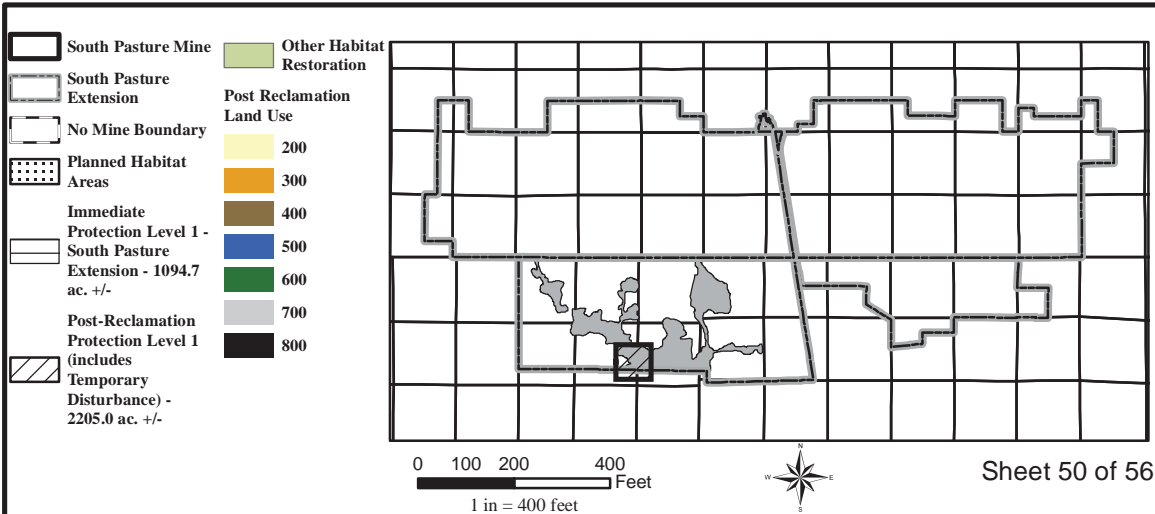 South Pasture Mine
South Pasture
Extension
No Mine Boundary
Planned Habitat
Areas
Immediate
Protection Level 1 -
South Pasture
Extension - 1094.7
ac. +/-
Post-Reclamation
Protection Level 1
(includes
Temporary
Disturbance) -
2205.0 ac. +/-
Other Habitat
Restoration
Post Reclamation
Land Use
200
300
400
500
600
700
800
0 100 200 400
Feet
1 in = 400 feet
N
W E
S
Sheet 50 of 56